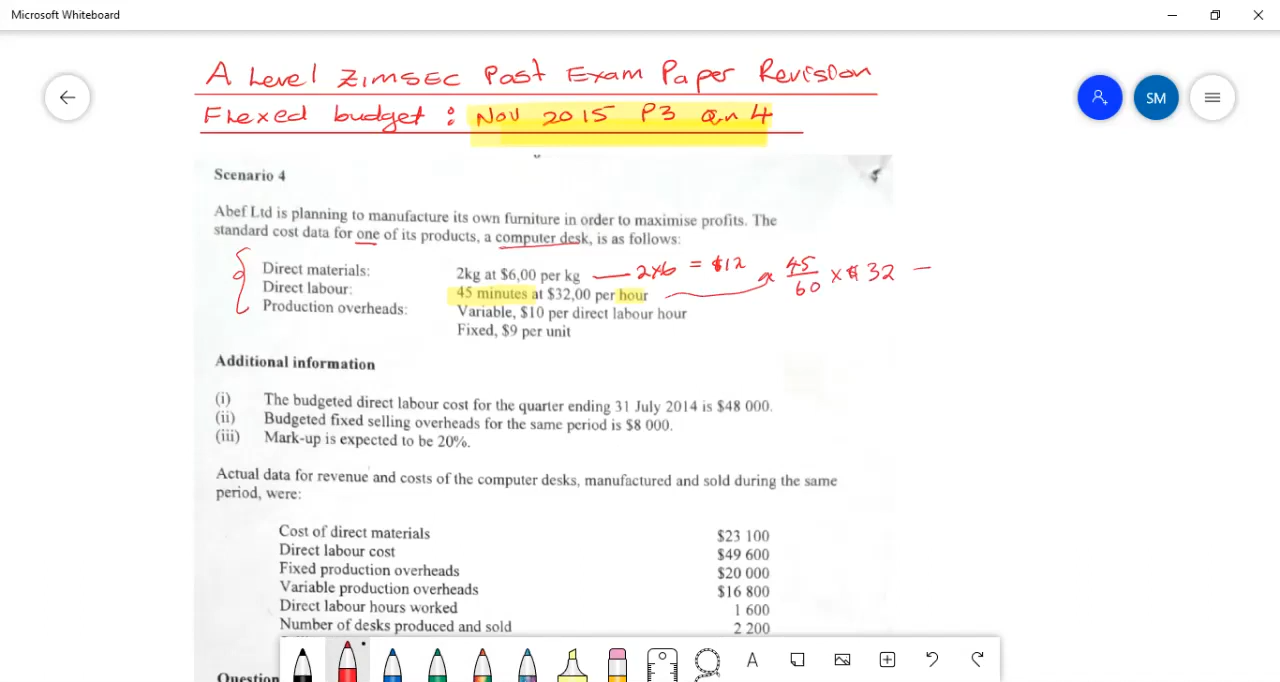 Microsoft Whiteboard
A Level ZIMSEC Past Exam Paper Revision
Flexed budget : Nov 2015 P3 Qn 4
SM
Scenario 4
Abef Ltd is planning to manufacture its own furniture in order to maximise profits. The
standard cost data for one of its products, a computer desk, is as follows:
Direct materials: 2kg at $6,00 per kg — 2x6 = $12
Direct labour: 45 minutes at $32,00 per hour 45/60 x $32 —
Production overheads: Variable, $10 per direct labour hour
Fixed, $9 per unit
Additional information
(i) The budgeted direct labour cost for the quarter ending 31 July 2014 is $48 000.
(ii) Budgeted fixed selling overheads for the same period is $8 000.
(iii) Mark-up is expected to be 20%.
Actual data for revenue and costs of the computer desks, manufactured and sold during the same
period, were:
Cost of direct materials $23 100
Direct labour cost $49 600
Fixed production overheads $20 000
Variable production overheads $16 800
Direct labour hours worked 1 600
Number of desks produced and sold 2 200
Question
A